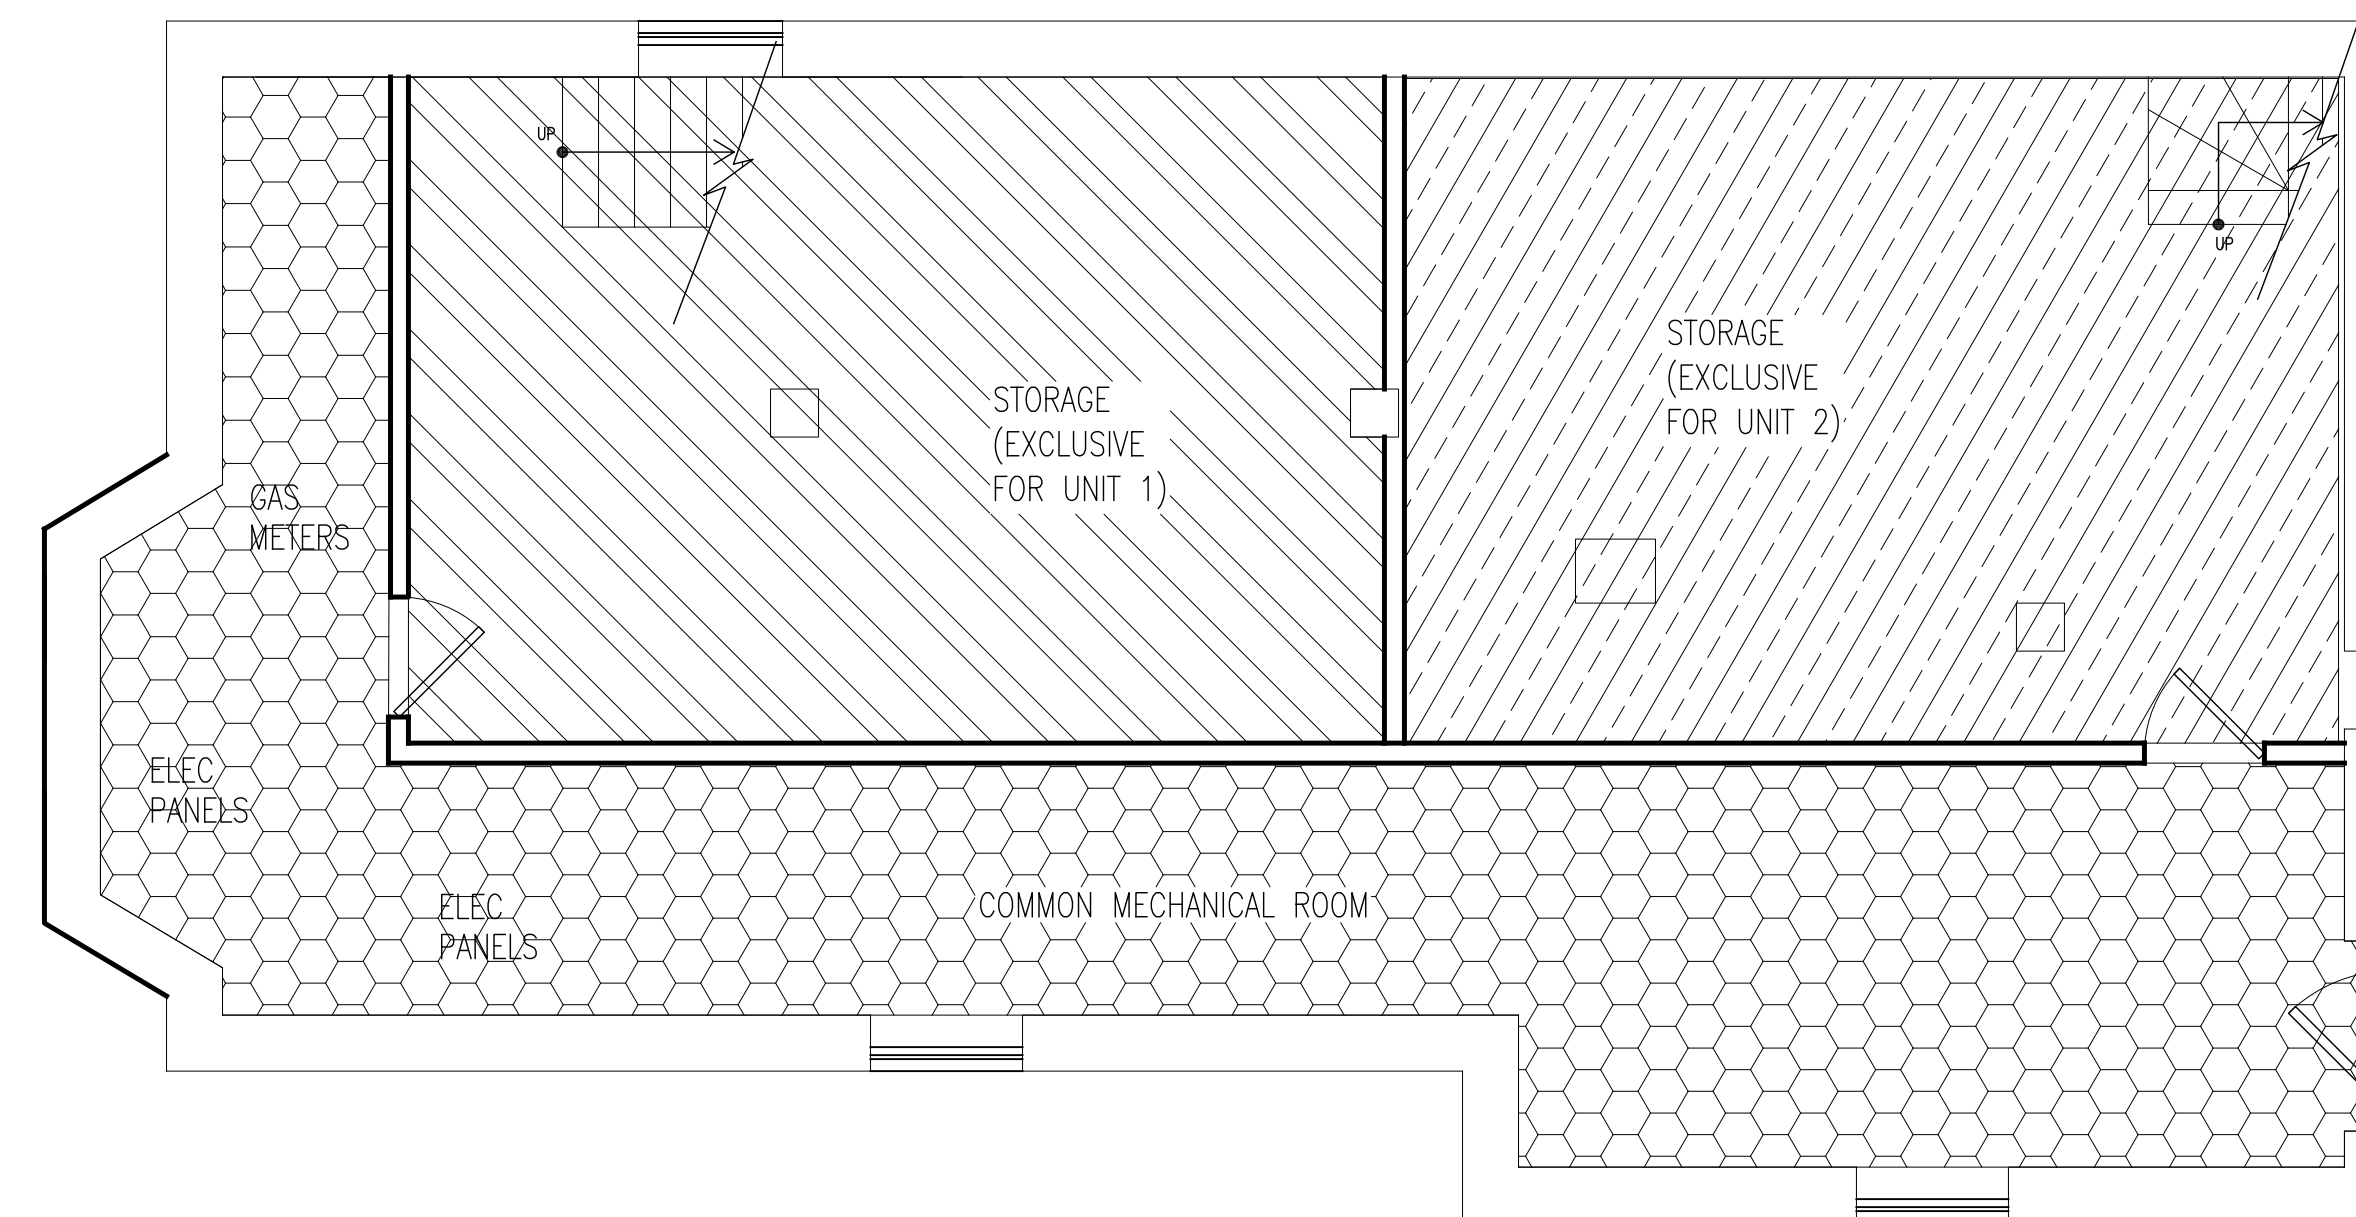 UP
UP
STORAGE
(EXCLUSIVE
FOR UNIT 2)
STORAGE
(EXCLUSIVE
FOR UNIT 1)
GAS
METERS
ELEC
PANELS
ELEC
PANELS
COMMON MECHANICAL ROOM